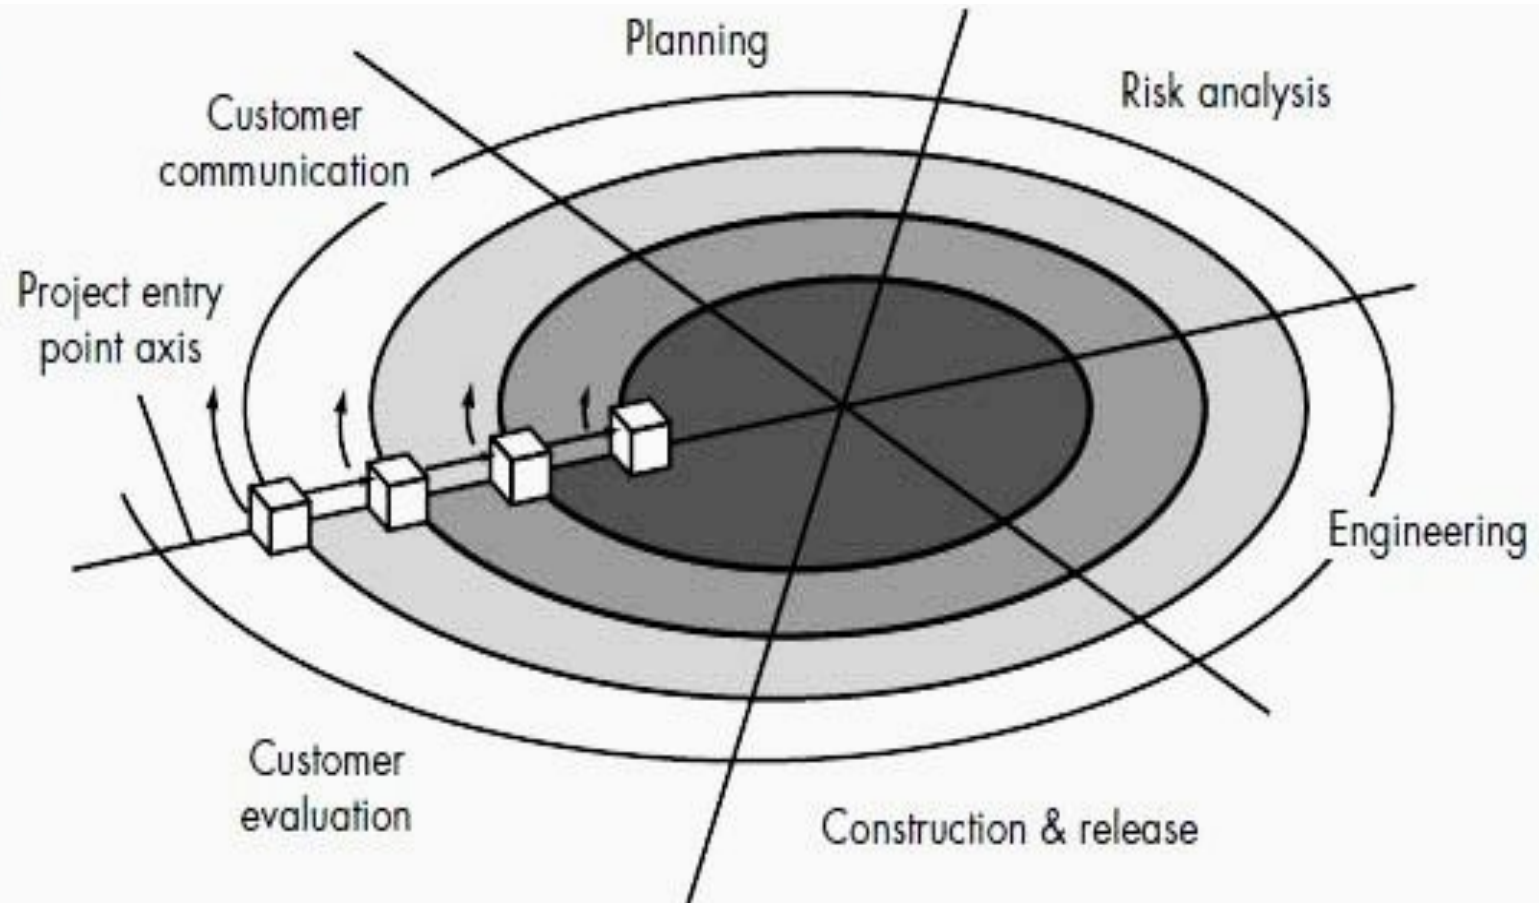 Planning
Risk analysis
Customer
communication
Project entry
point axis
Engineering
Customer
evaluation
Construction & release